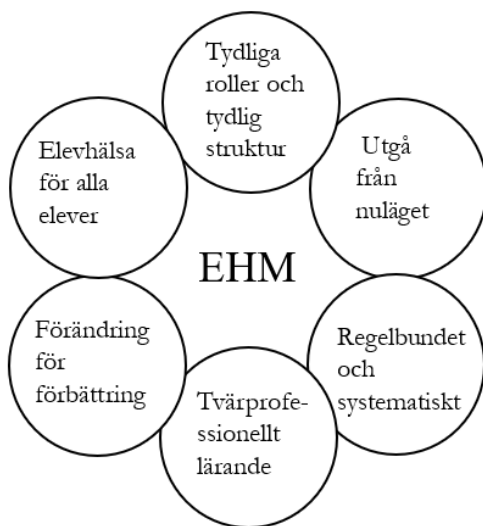 Tydliga
roller och
tydlig
struktur
Utgå
från
nuläget
Regelbundet
och
systematiskt
Tvärprofe-
ssionellt
lärande
Förändring
för
förbättring
Elevhälsa
för alla
elever
EHM